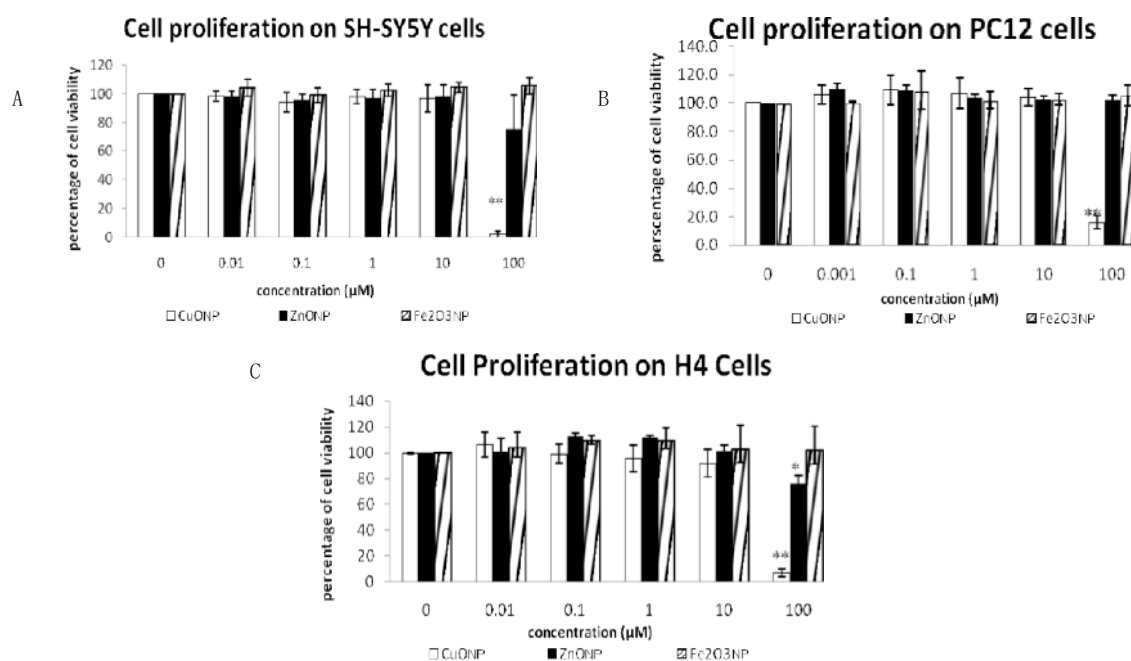 Cell proliferation on SH-SY5Y cells
A
percentage of cell viability
120
100
80
60
40
20
0
**
0 0.01 0.1 1 10 100
concentration (µM)
CuONP ZnONP Fe2O3NP
Cell proliferation on PC12 cells
B
perscentage of cell viability
140.0
120.0
100.0
80.0
60.0
40.0
20.0
0.0
**
0 0.001 0.1 1 10 100
concentration (µM)
CuONP ZnONP Fe2O3NP
C
Cell Proliferation on H4 Cells
percentage of cell viability
140
120
100
80
60
40
20
0
*
**
0 0.01 0.1 1 10 100
concentration (µM)
CuONP ZnONP Fe2O3NP